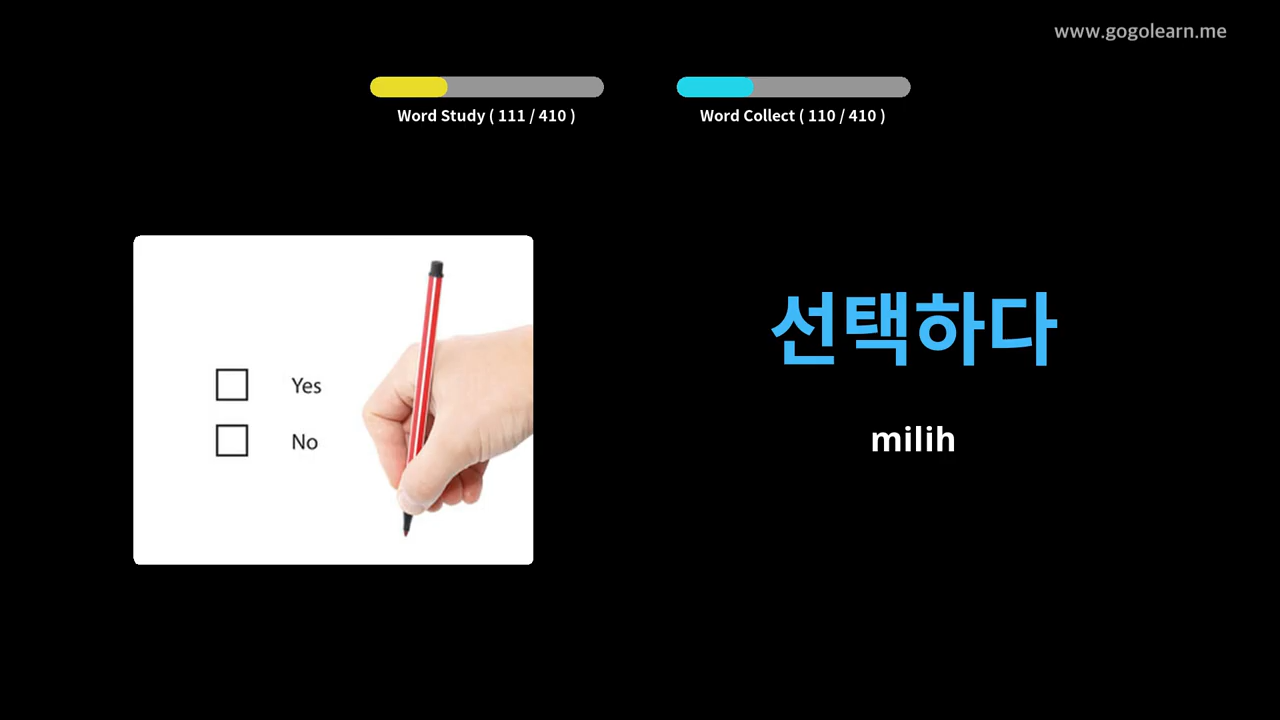 www.gogolearn.me
Word Study ( 111 / 410 )
Word Collect ( 110 / 410 )
Yes
No
선택하다
milih